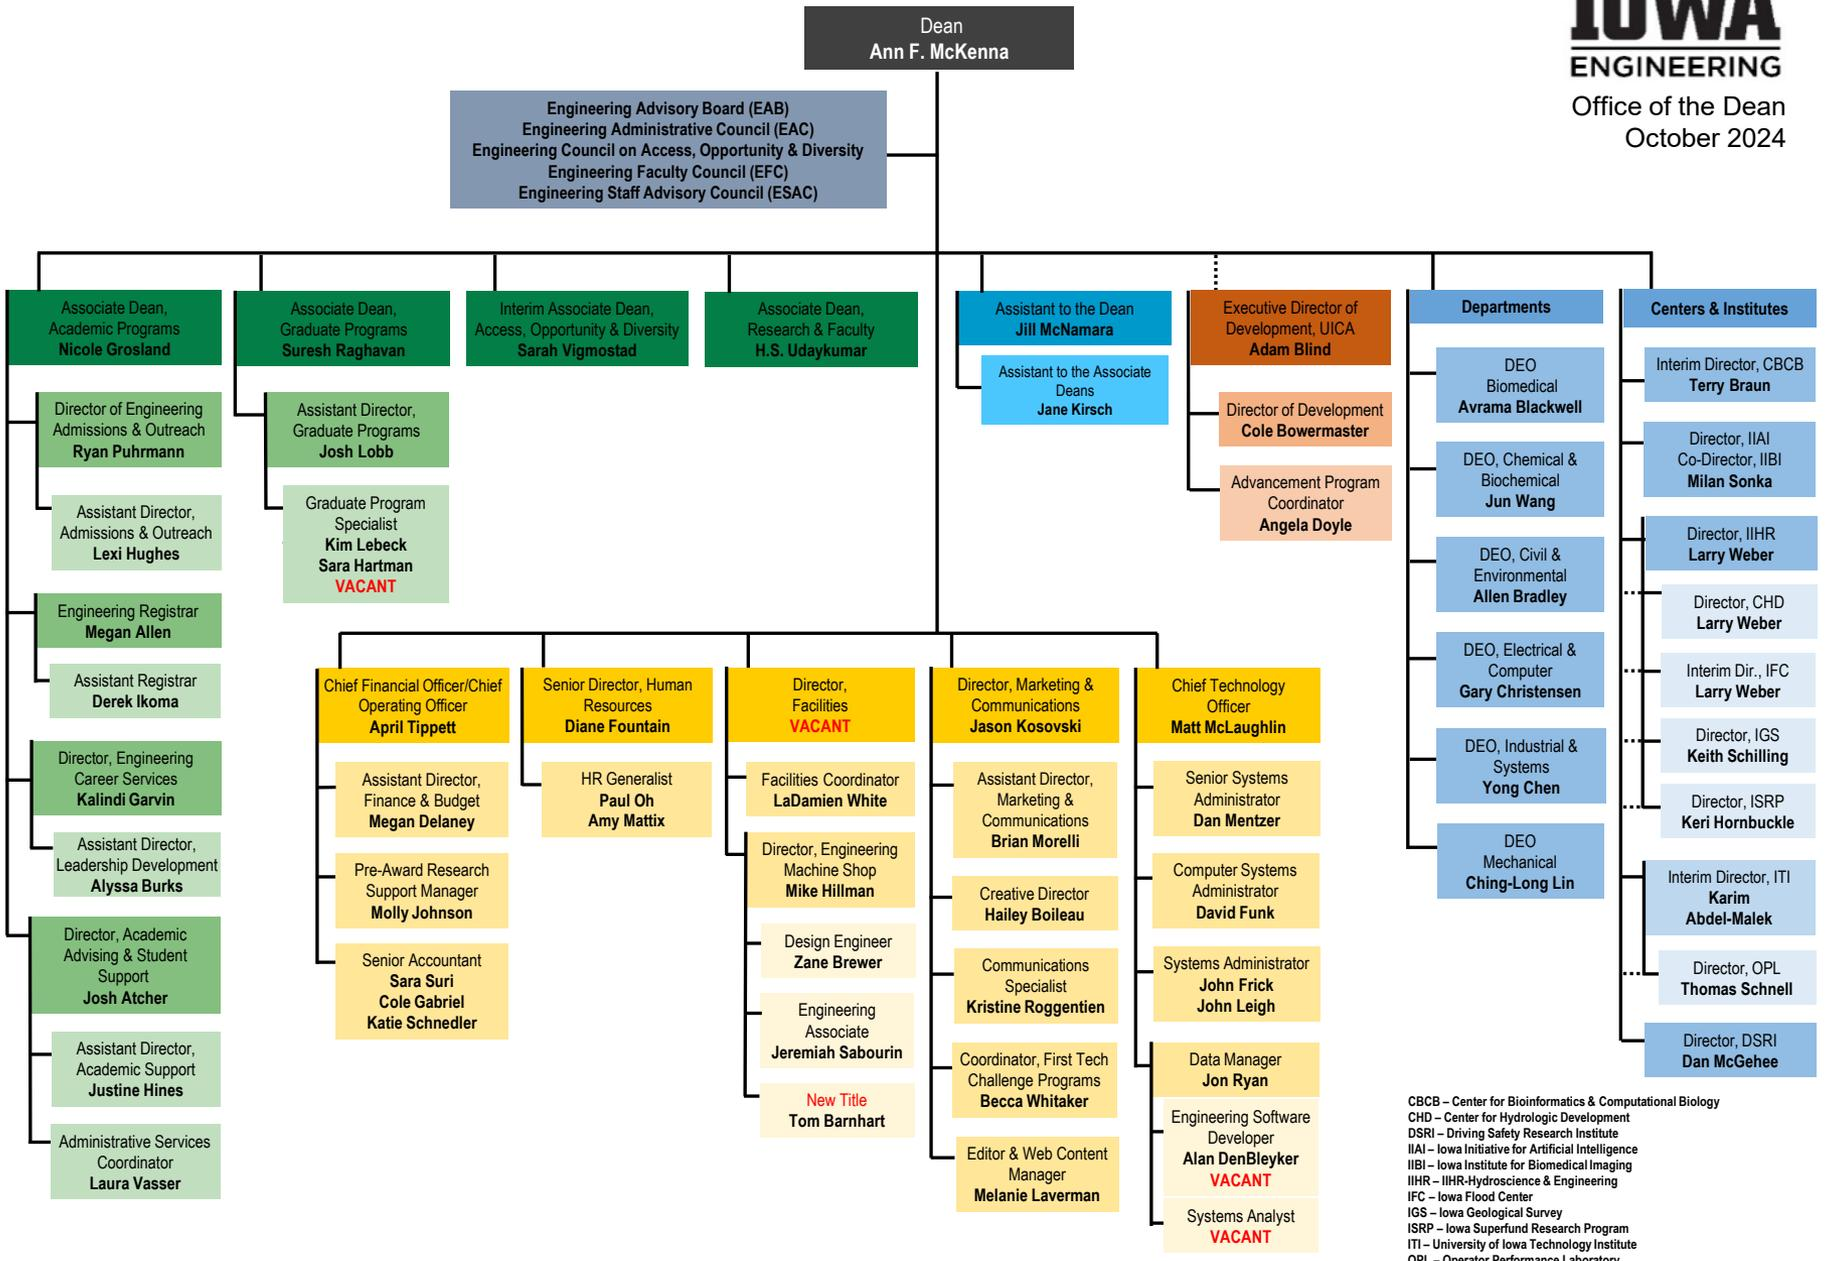 Dean
Ann F. McKenna
IOWA
ENGINEERING
Office of the Dean
October 2024
Engineering Advisory Board (EAB)
Engineering Administrative Council (EAC)
Engineering Council on Access, Opportunity & Diversity
Engineering Faculty Council (EFC)
Engineering Staff Advisory Council (ESAC)
Associate Dean,
Academic Programs
Nicole Grosland
Director of Engineering
Admissions & Outreach
Ryan Puhrmann
Assistant Director,
Admissions & Outreach
Lexi Hughes
Engineering Registrar
Megan Allen
Assistant Registrar
Derek Ikoma
Director, Engineering
Career Services
Kalindi Garvin
Assistant Director,
Leadership Development
Alyssa Burks
Director, Academic
Advising & Student
Support
Josh Atcher
Assistant Director,
Academic Support
Justine Hines
Administrative Services
Coordinator
Laura Vasser
Associate Dean,
Graduate Programs
Suresh Raghavan
Assistant Director,
Graduate Programs
Josh Lobb
Graduate Program
Specialist
Kim Lebeck
Sara Hartman
VACANT
Interim Associate Dean,
Access, Opportunity & Diversity
Sarah Vigmostad
Associate Dean,
Research & Faculty
H.S. Udaykumar
Assistant to the Dean
Jill McNamara
Assistant to the Associate
Deans
Jane Kirsch
Executive Director of
Development, UICA
Adam Blind
Director of Development
Cole Bowermaster
Advancement Program
Coordinator
Angela Doyle
Departments
DEO
Biomedical
Avrama Blackwell
DEO, Chemical &
Biochemical
Jun Wang
DEO, Civil &
Environmental
Allen Bradley
DEO, Electrical &
Computer
Gary Christensen
DEO, Industrial &
Systems
Yong Chen
DEO
Mechanical
Ching-Long Lin
Centers & Institutes
Interim Director, CBCB
Terry Braun
Director, IIAI
Co-Director, IIBI
Milan Sonka
Director, IIHR
Larry Weber
Director, CHD
Larry Weber
Interim Dir., IFC
Larry Weber
Director, IGS
Keith Schilling
Director, ISRP
Keri Hornbuckle
Interim Director, ITI
Karim
Abdel-Malek
Director, OPL
Thomas Schnell
Director, DSRI
Dan McGehee
Chief Financial Officer/Chief
Operating Officer
April Tippett
Assistant Director,
Finance & Budget
Megan Delaney
Pre-Award Research
Support Manager
Molly Johnson
Senior Accountant
Sara Suri
Cole Gabriel
Katie Schnedler
Senior Director, Human
Resources
Diane Fountain
HR Generalist
Paul Oh
Amy Mattix
Director,
Facilities
VACANT
Facilities Coordinator
LaDamien White
Director, Engineering
Machine Shop
Mike Hillman
Design Engineer
Zane Brewer
Engineering
Associate
Jeremiah Sabourin
New Title
Tom Barnhart
Director, Marketing &
Communications
Jason Kosovski
Assistant Director,
Marketing &
Communications
Brian Morelli
Creative Director
Hailey Boileau
Communications
Specialist
Kristine Roggentien
Coordinator, First Tech
Challenge Programs
Becca Whitaker
Editor & Web Content
Manager
Melanie Laverman
Chief Technology
Officer
Matt McLaughlin
Senior Systems
Administrator
Dan Mentzer
Computer Systems
Administrator
David Funk
Systems Administrator
John Frick
John Leigh
Data Manager
Jon Ryan
Engineering Software
Developer
Alan DenBleyker
VACANT
Systems Analyst
VACANT
CBCB – Center for Bioinformatics & Computational Biology
CHD – Center for Hydrologic Development
DSRI – Driving Safety Research Institute
IIAI – Iowa Initiative for Artificial Intelligence
IIBI – Iowa Institute for Biomedical Imaging
IIHR – IIHR-Hydroscience & Engineering
IFC – Iowa Flood Center
IGS – Iowa Geological Survey
ISRP – Iowa Superfund Research Program
ITI – University of Iowa Technology Institute
OPL – Operator Performance Laboratory